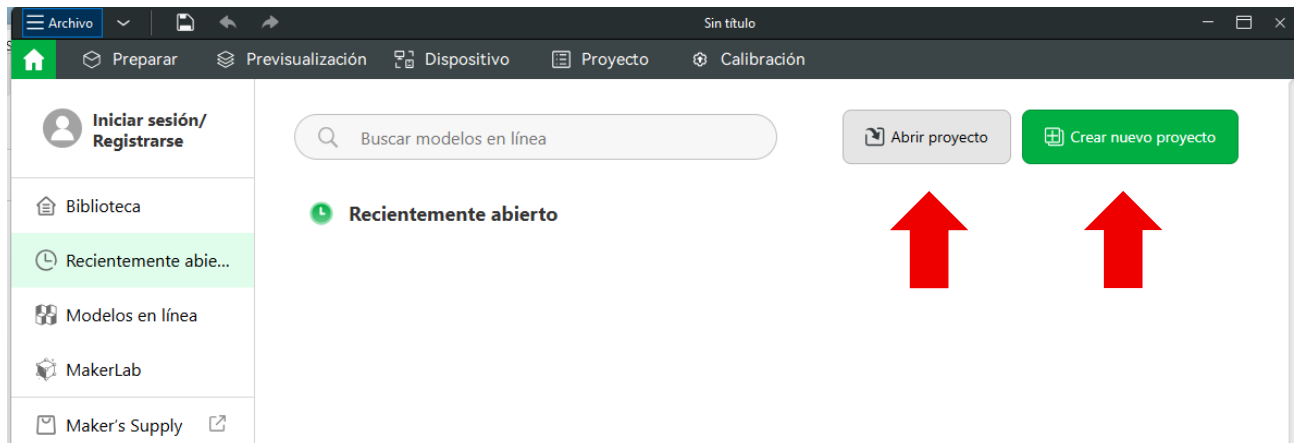 Archivo
Sin título
Preparar
Previsualización
Dispositivo
Proyecto
Calibración
Iniciar sesión/
Registrarse
Buscar modelos en línea
Abrir proyecto
Crear nuevo proyecto
Biblioteca
Recientemente abierto
Recientemente abie...
Modelos en línea
MakerLab
Maker's Supply